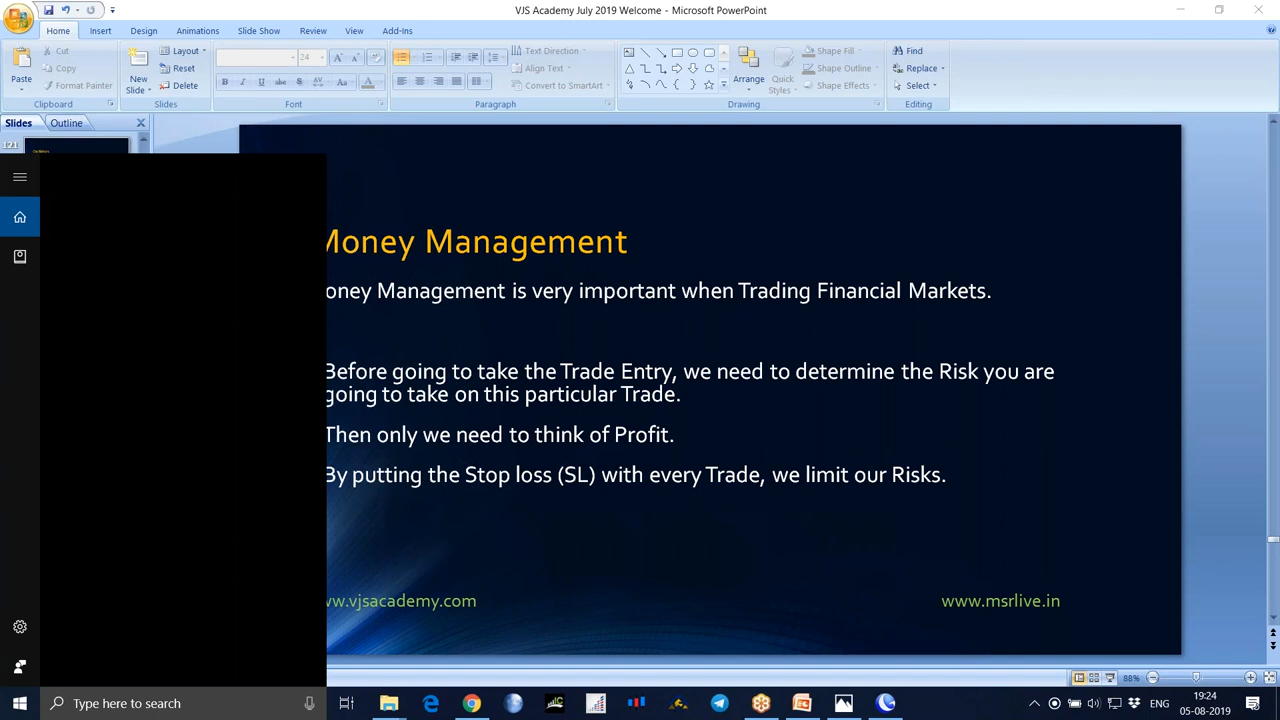 VJS Academy July 2019 Welcome - Microsoft PowerPoint
Home Insert Design Animations Slide Show Review View Add-Ins
Paste
Cut
Copy
Format Painter
Clipboard
New Slide
Layout
Reset
Delete
Slides
24
Font
Text Direction
Align Text
Convert to SmartArt
Paragraph
Arrange
Quick Styles
Shape Fill
Shape Outline
Shape Effects
Drawing
Find
Replace
Select
Editing
Slides Outline
121
Money Management
oney Management is very important when Trading Financial Markets.
Before going to take the Trade Entry, we need to determine the Risk you are
going to take on this particular Trade.
Then only we need to think of Profit.
By putting the Stop loss (SL) with every Trade, we limit our Risks.
ww.vjsacademy.com www.msrlive.in
88%
Type here to search
ENG
19:24
05-08-2019